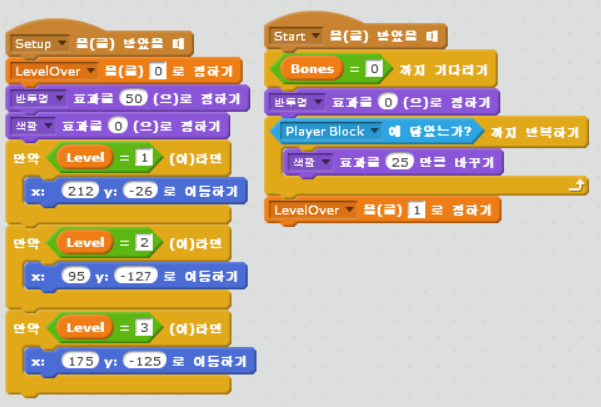 Setup 을(를) 받았을 때
LevelOver 을(를) 0 로 정하기
반투명 효과를 50 (으)로 정하기
색깔 효과를 0 (으)로 정하기
만약 Level = 1 (이)라면
x: 212 y: -26 로 이동하기
만약 Level = 2 (이)라면
x: 95 y: -127 로 이동하기
만약 Level = 3 (이)라면
x: 175 y: -125 로 이동하기
Start 을(를) 받았을 때
Bones = 0 까지 기다리기
반투명 효과를 0 (으)로 정하기
Player Block 에 닿았는가? 까지 반복하기
색깔 효과를 25 만큼 바꾸기
LevelOver 을(를) 1 로 정하기